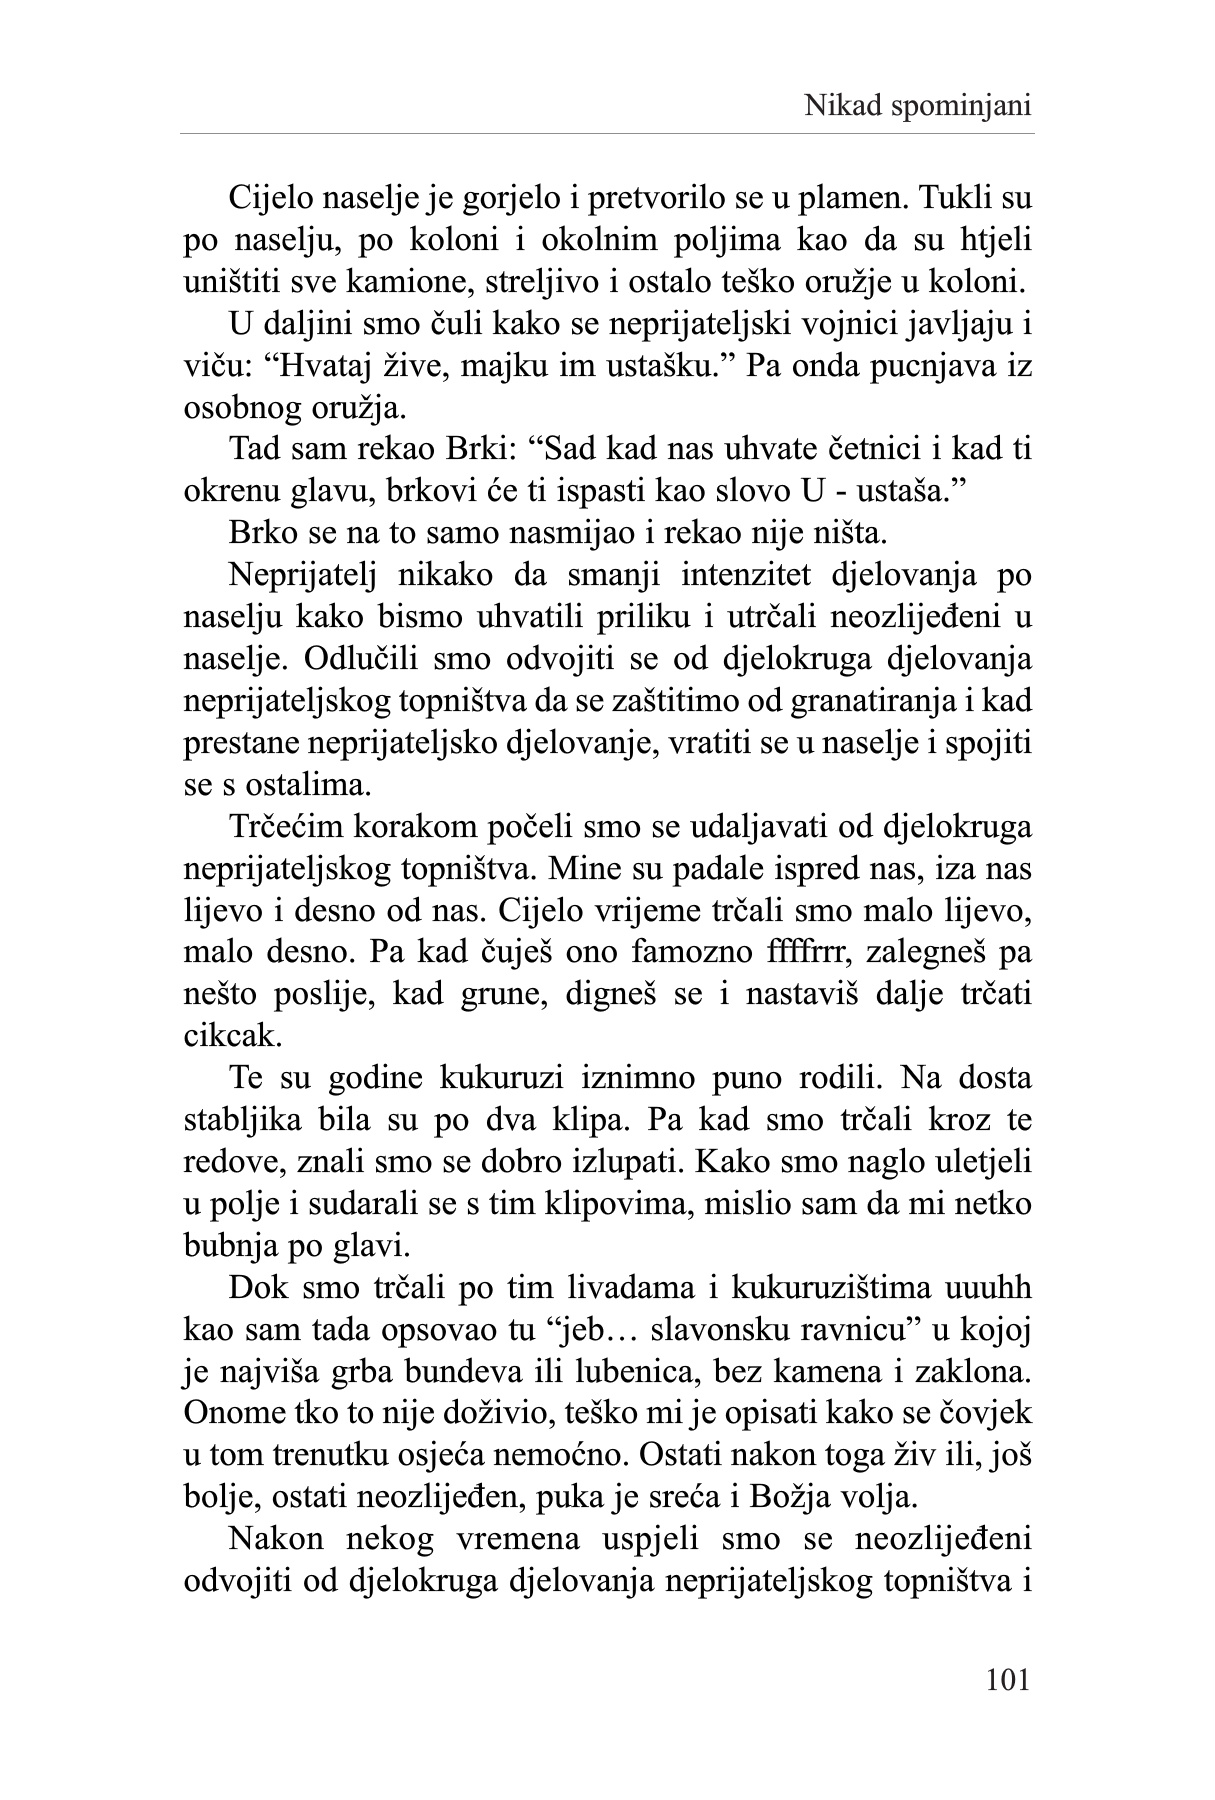 Nikad spominjani
Cijelo naselje je gorjelo i pretvorilo se u plamen. Tukli su
po naselju, po koloni i okolnim poljima kao da su htjeli
uništiti sve kamione, streljivo i ostalo teško oružje u koloni.
U daljini smo čuli kako se neprijateljski vojnici javljaju i
viču: “Hvataj žive, majku im ustašku.” Pa onda pucnjava iz
osobnog oružja.
Tad sam rekao Brki: “Sad kad nas uhvate četnici i kad ti
okrenu glavu, brkovi će ti ispasti kao slovo U - ustaša.”
Brko se na to samo nasmijao i rekao nije ništa.
Neprijatelj nikako da smanji intenzitet djelovanja po
naselju kako bismo uhvatili priliku i utrčali neozlijeđeni u
naselje. Odlučili smo odvojiti se od djelokruga djelovanja
neprijateljskog topništva da se zaštitimo od granatiranja i kad
prestane neprijateljsko djelovanje, vratiti se u naselje i spojiti
se s ostalima.
Trčećim korakom počeli smo se udaljavati od djelokruga
neprijateljskog topništva. Mine su padale ispred nas, iza nas
lijevo i desno od nas. Cijelo vrijeme trčali smo malo lijevo,
malo desno. Pa kad čuješ ono famozno ffffrrr, zalegneš pa
nešto poslije, kad grune, digneš se i nastaviš dalje trčati
cikcak.
Te su godine kukuruzi iznimno puno rodili. Na dosta
stabljika bila su po dva klipa. Pa kad smo trčali kroz te
redove, znali smo se dobro izlupati. Kako smo naglo uletjeli
u polje i sudarali se s tim klipovima, mislio sam da mi netko
bubnja po glavi.
Dok smo trčali po tim livadama i kukuruzištima uuuhh
kao sam tada opsovao tu “jeb… slavonsku ravnicu” u kojoj
je najviša grba bundeva ili lubenica, bez kamena i zaklona.
Onome tko to nije doživio, teško mi je opisati kako se čovjek
u tom trenutku osjeća nemoćno. Ostati nakon toga živ ili, još
bolje, ostati neozlijeđen, puka je sreća i Božja volja.
Nakon nekog vremena uspjeli smo se neozlijeđeni
odvojiti od djelokruga djelovanja neprijateljskog topništva i
101